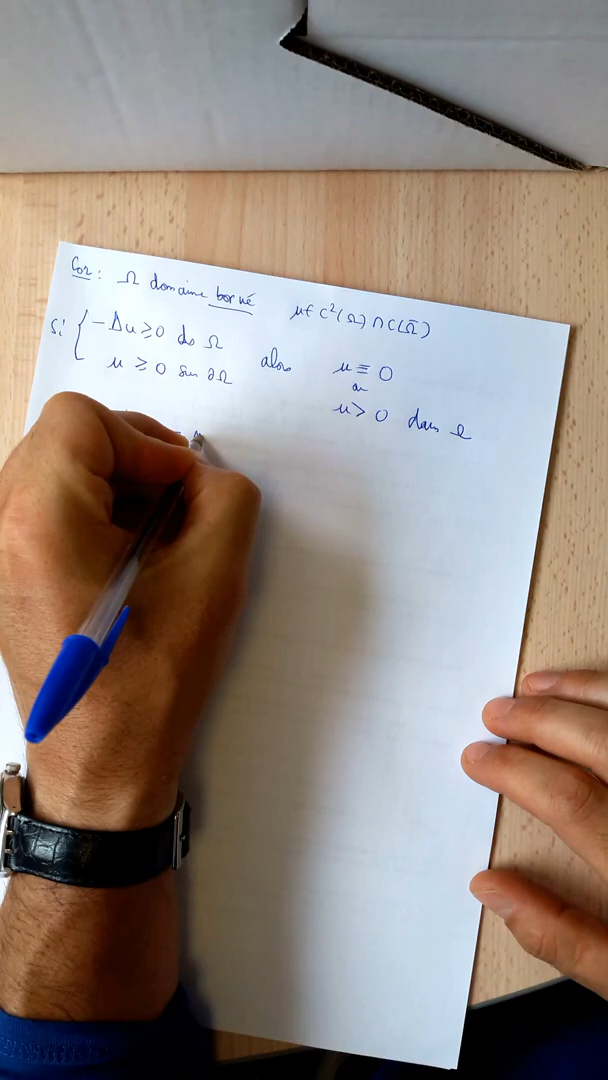 Cor : Ω domaine borné u ∈ C²(Ω) ∩ C(Ω̄)
Si { -Δu ≥ 0 ds Ω
u ≥ 0 sur ∂Ω alors u ≡ 0
ou
u > 0 dans Ω